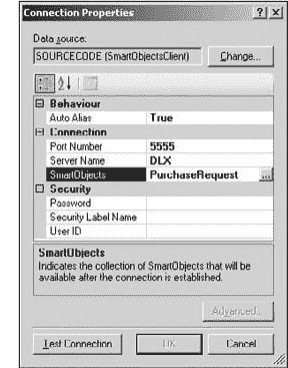 Connection Properties
Data source:
SOURCECODE (SmartObjectsClient)
Change...
Behaviour
Auto Alias True
Connection
Port Number 5555
Server Name DLX
SmartObjects PurchaseRequest ...
Security
Password
Security Label Name
User ID
SmartObjects
Indicates the collection of SmartObjects that will be
available after the connection is established.
Advanced...
Test Connection OK Cancel